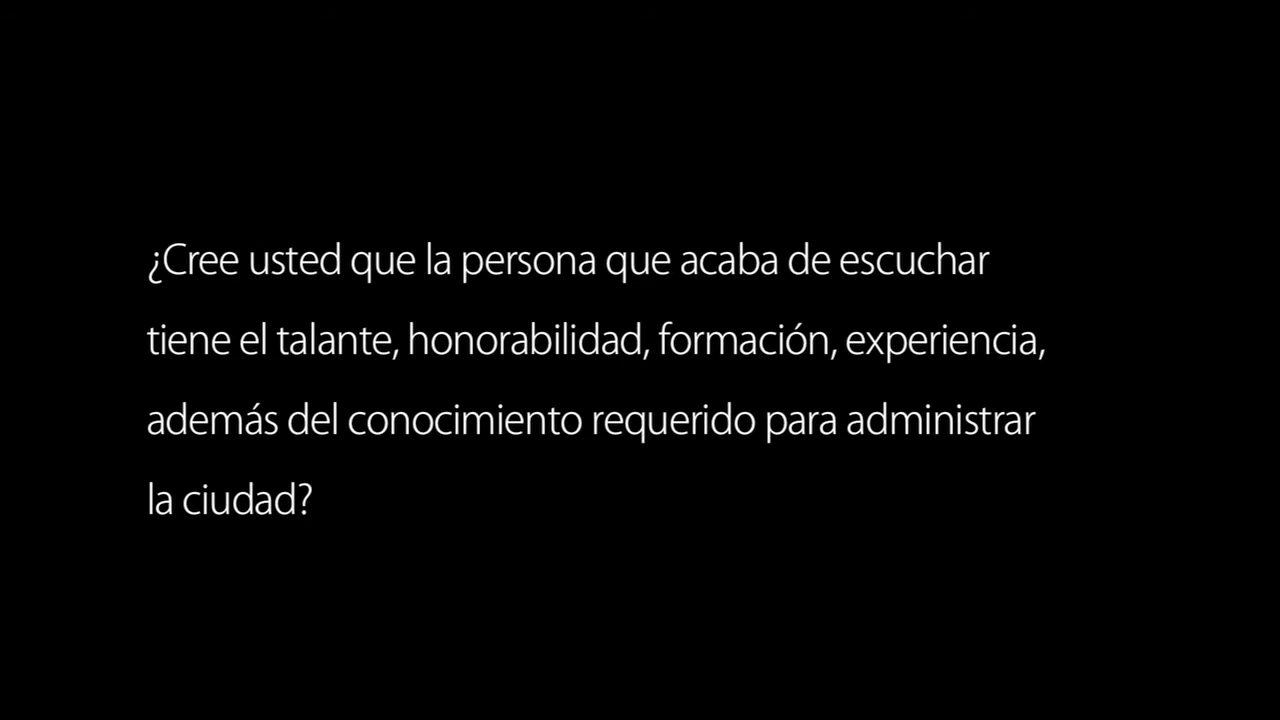 ¿Cree usted que la persona que acaba de escuchar
tiene el talante, honorabilidad, formación, experiencia,
además del conocimiento requerido para administrar
la ciudad?